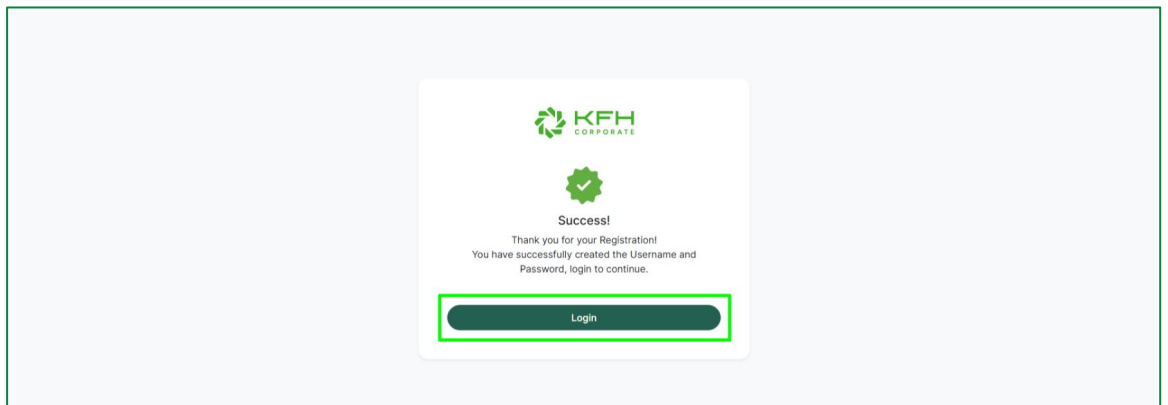 KFH
CORPORATE
Success!
Thank you for your Registration!
You have successfully created the Username and
Password, login to continue.
Login